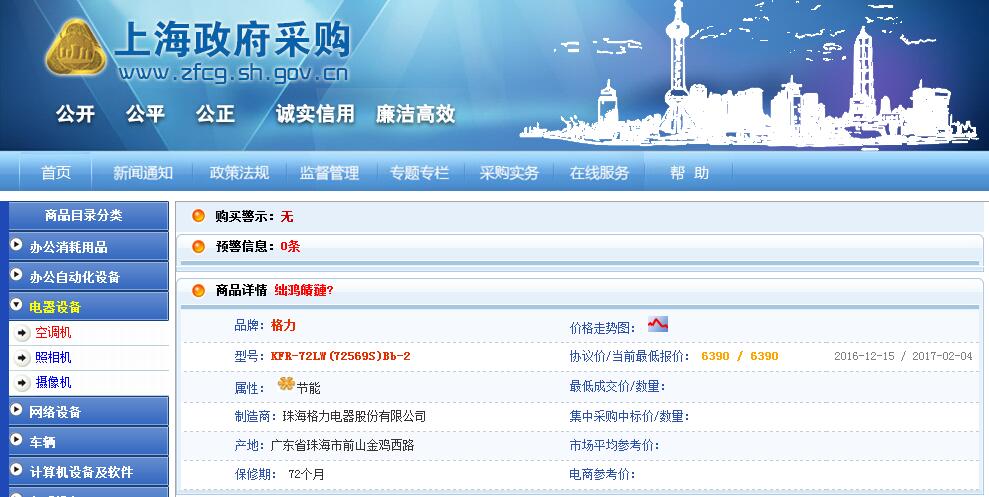 上海政府采购
www.zfcg.sh.gov.cn
公开 公平 公正 诚实信用 廉洁高效
首页 新闻通知 政策法规 监督管理 专题专栏 采购实务 在线服务 帮 助
商品目录分类
办公消耗用品
办公自动化设备
电器设备
空调机
照相机
摄像机
网络设备
车辆
计算机设备及软件
购买警示：无
预警信息：0条
商品详情 绌鸿皟鏈?
品牌：格力 价格走势图：
型号：KFR-72LW(72569S)Bb-2 协议价/当前最低报价： 6390 / 6390 2016-12-15 / 2017-02-04
属性： 节能 最低成交价/数量：
制造商：珠海格力电器股份有限公司 集中采购中标价/数量：
产地：广东省珠海市前山金鸡西路 市场平均参考价：
保修期： 72个月 电商参考价：